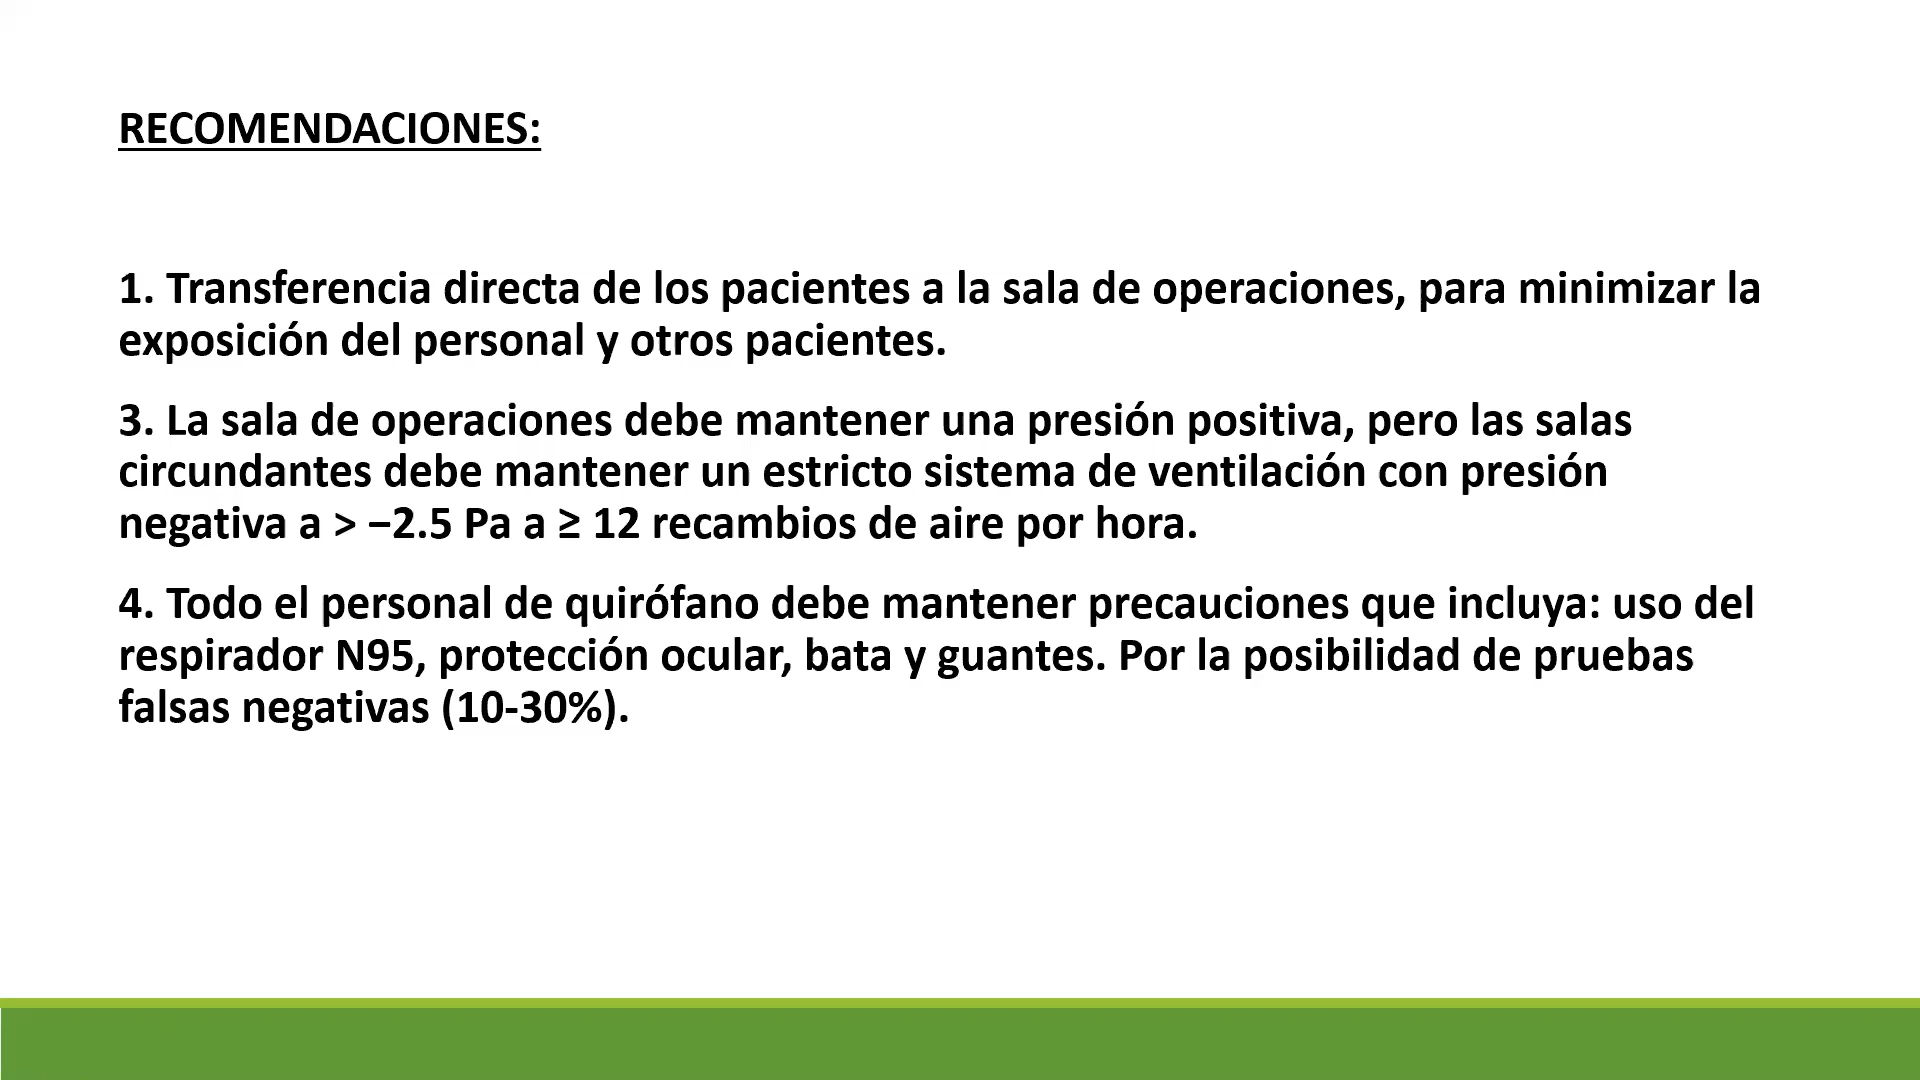 RECOMENDACIONES:
1. Transferencia directa de los pacientes a la sala de operaciones, para minimizar la
exposición del personal y otros pacientes.
3. La sala de operaciones debe mantener una presión positiva, pero las salas
circundantes debe mantener un estricto sistema de ventilación con presión
negativa a > −2.5 Pa a ≥ 12 recambios de aire por hora.
4. Todo el personal de quirófano debe mantener precauciones que incluya: uso del
respirador N95, protección ocular, bata y guantes. Por la posibilidad de pruebas
falsas negativas (10-30%).